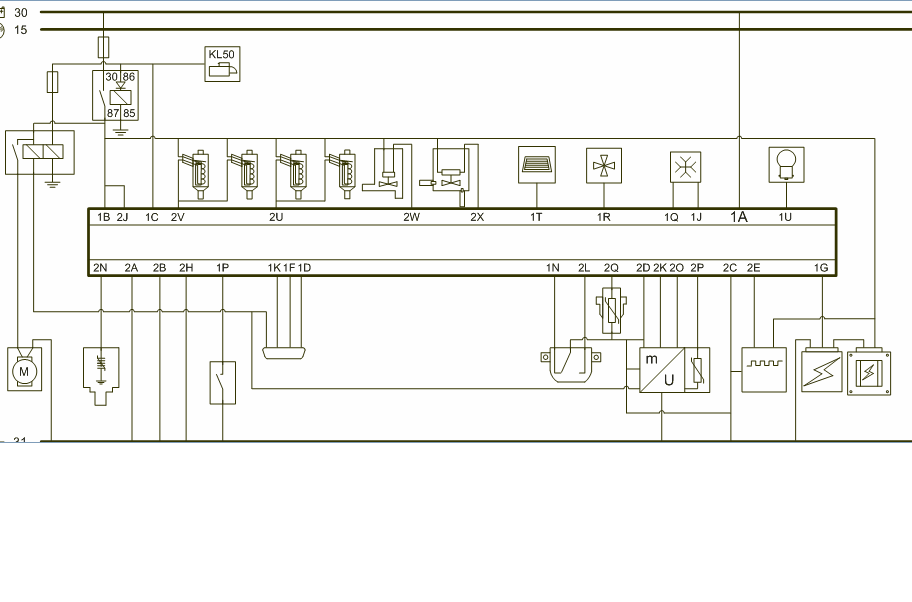 30
15
KL50
30 86
87 85
1B 2J 1C 2V 2U 2W 2X 1T 1R 1Q 1J 1A 1U
2N 2A 2B 2H 1P 1K 1F 1D 1N 2L 2Q 2D 2K 2O 2P 2C 2E 1G
m
U
M
31